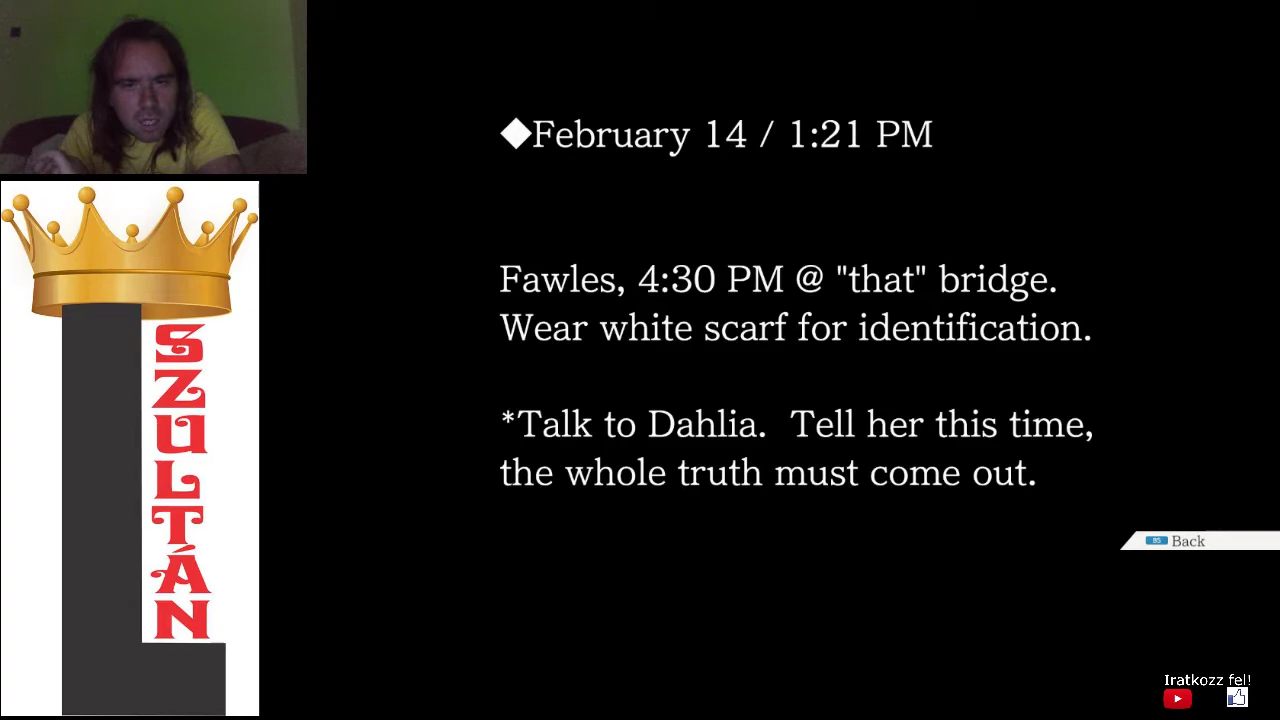 ◆February 14 / 1:21 PM
Fawles, 4:30 PM @ "that" bridge.
Wear white scarf for identification.
*Talk to Dahlia. Tell her this time,
the whole truth must come out.
BS Back
L SZULTÁN
Iratkozz fel!